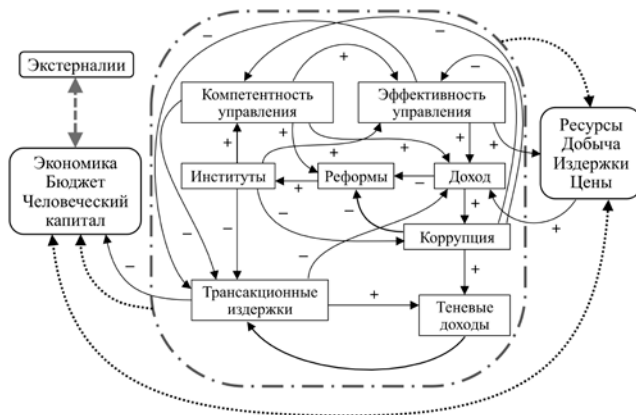 Экстерналии
Экономика
Бюджет
Человеческий
капитал
Компетентность
управления
Эффективность
управления
Институты
Реформы
Доход
Коррупция
Трансакционные
издержки
Теневые
доходы
Ресурсы
Добыча
Издержки
Цены